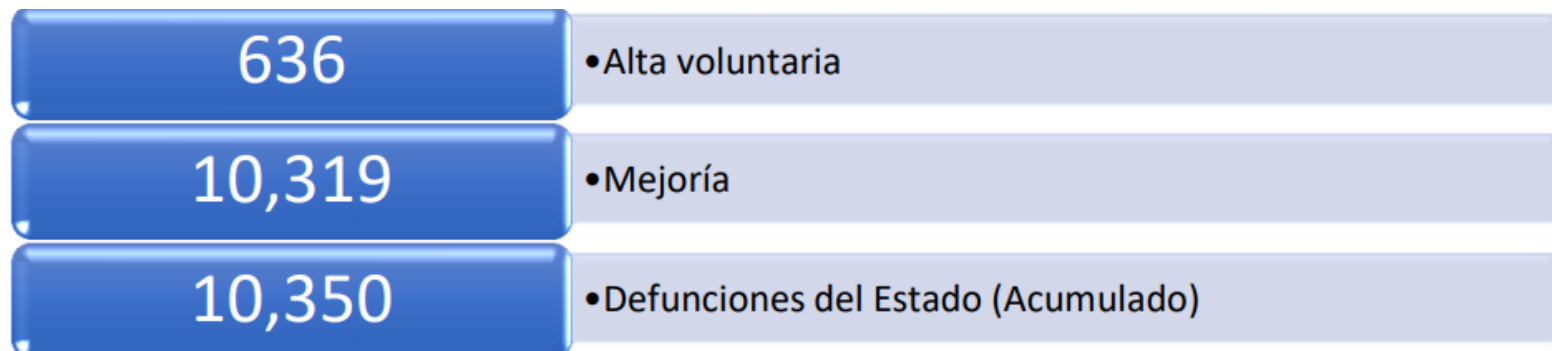 636 •Alta voluntaria
10,319 •Mejoría
10,350 •Defunciones del Estado (Acumulado)